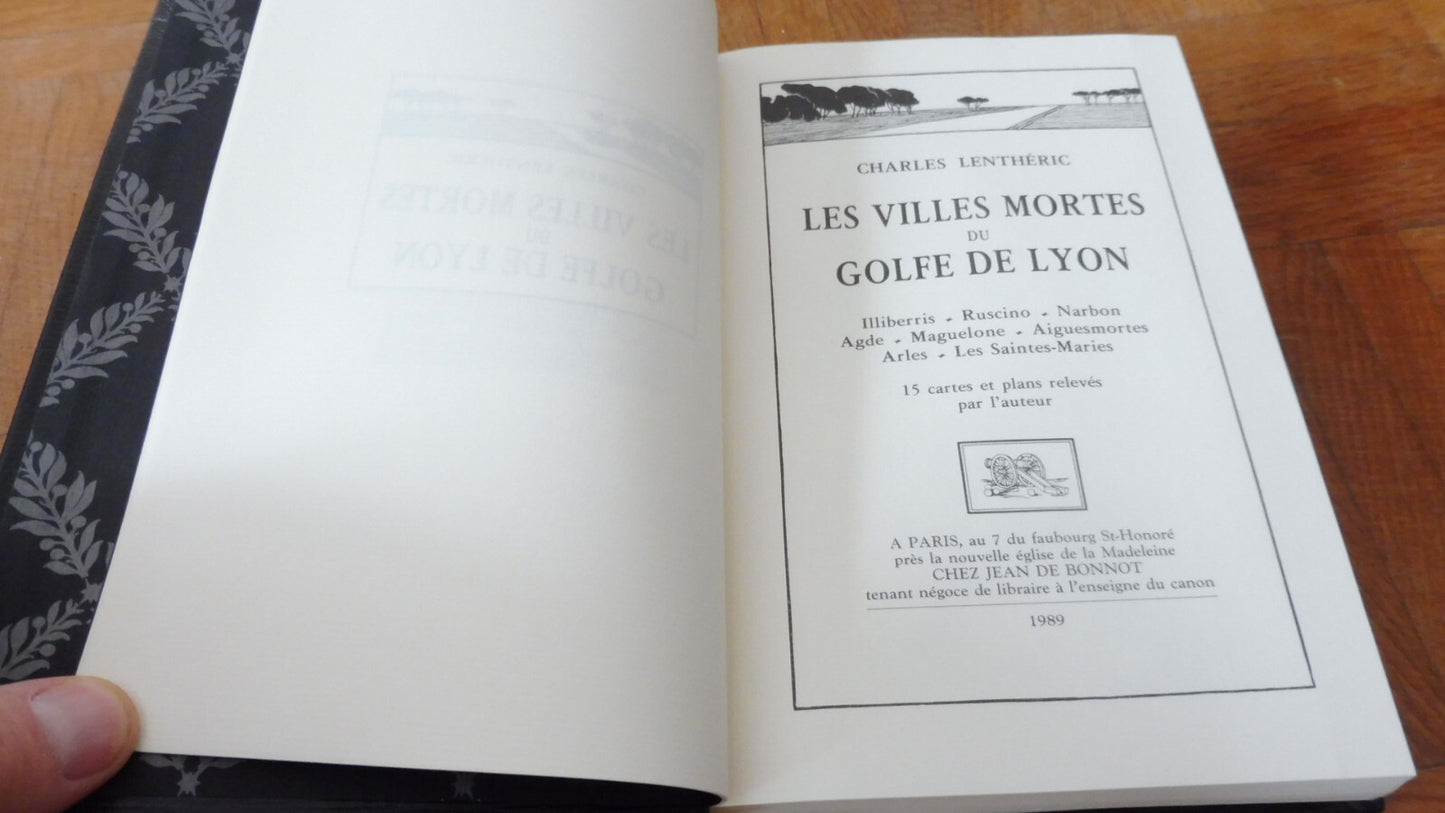 CHARLES LENTHÉRIC
LES VILLES MORTES
DU
GOLFE DE LYON
Illiberris - Ruscino - Narbon
Agde - Maguelone - Aiguesmortes
Arles - Les Saintes-Maries
15 cartes et plans relevés
par l'auteur
A PARIS, au 7 du faubourg St-Honoré
près la nouvelle église de la Madeleine
CHEZ JEAN DE BONNOT
tenant négoce de libraire à l'enseigne du canon
1989